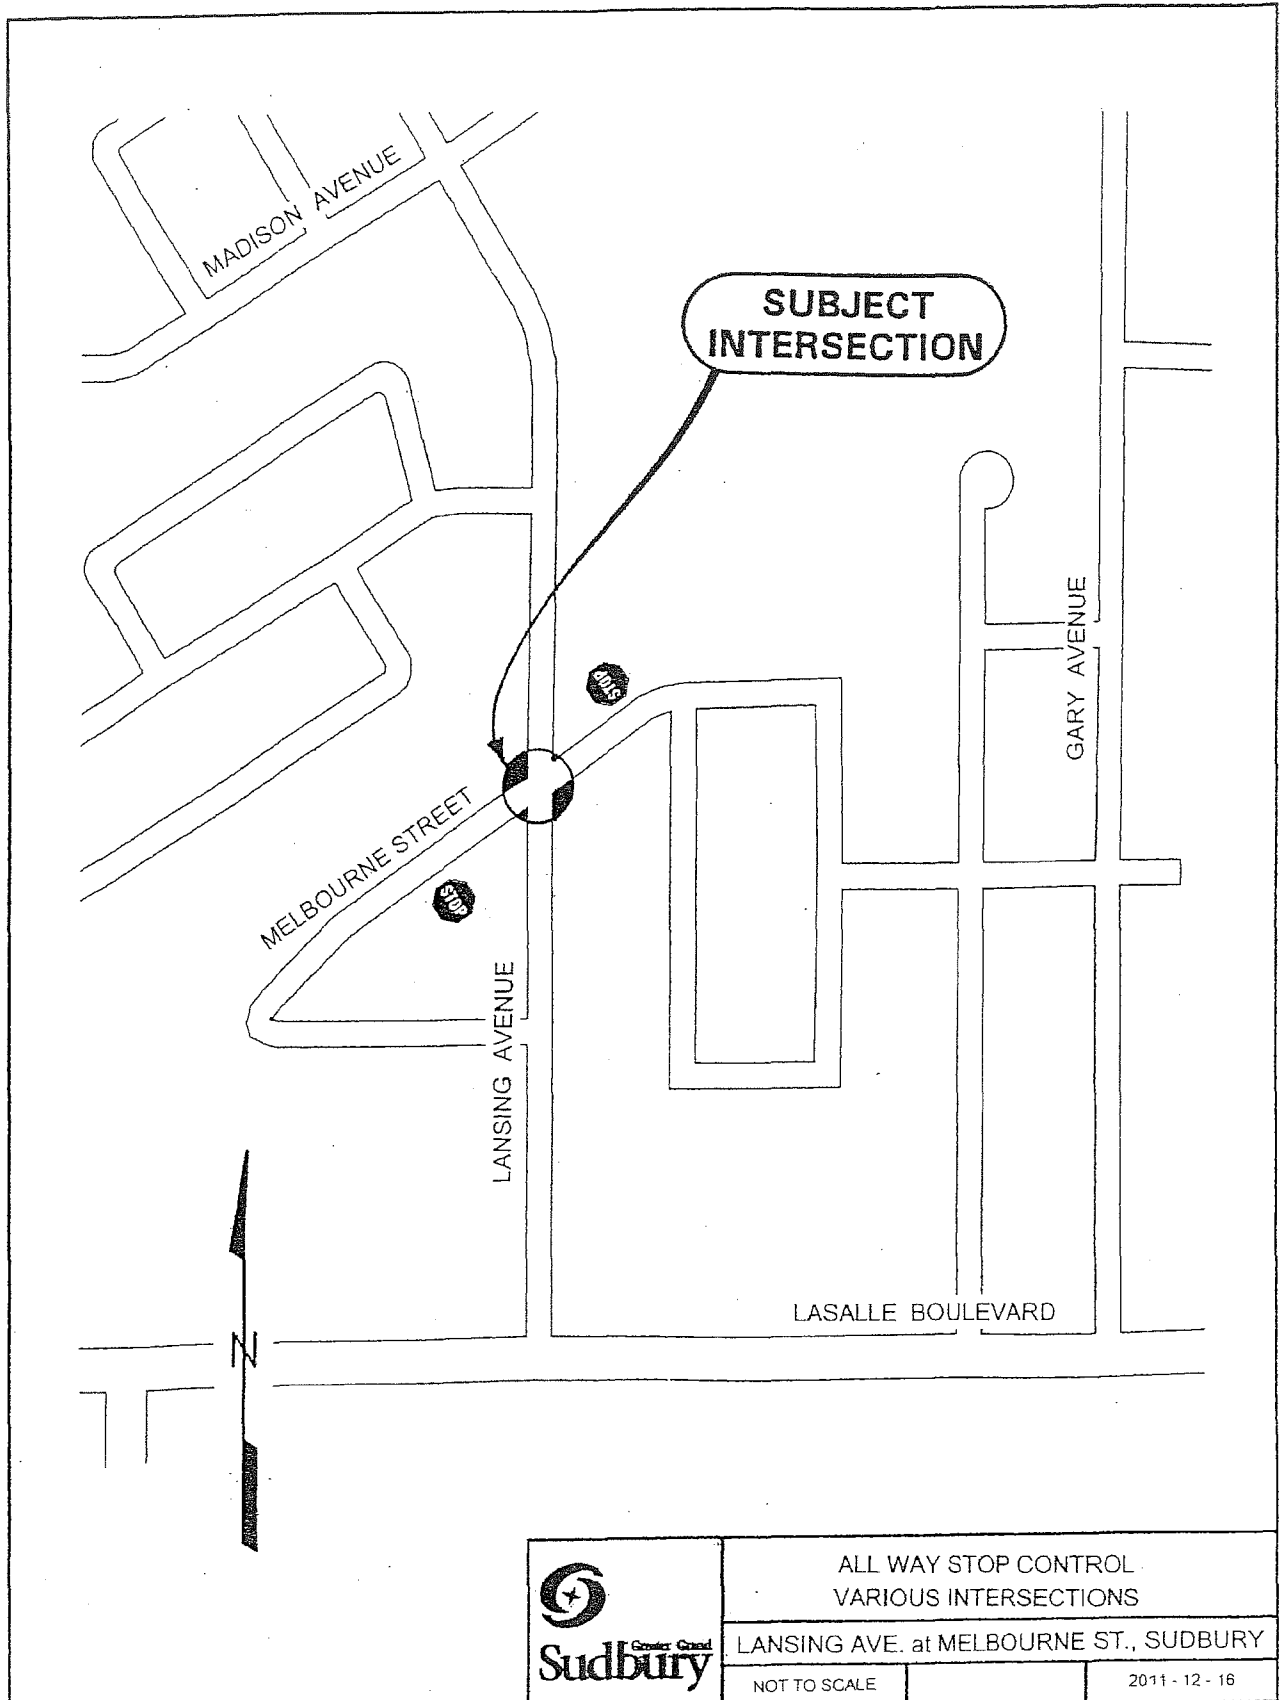 MADISON AVENUE
SUBJECT
INTERSECTION
GARY AVENUE
STOP
MELBOURNE STREET
STOP
LANSING AVENUE
LASALLE BOULEVARD
N
ALL WAY STOP CONTROL
VARIOUS INTERSECTIONS
Greater Grand
Sudbury
LANSING AVE. at MELBOURNE ST., SUDBURY
NOT TO SCALE
2011 - 12 - 16